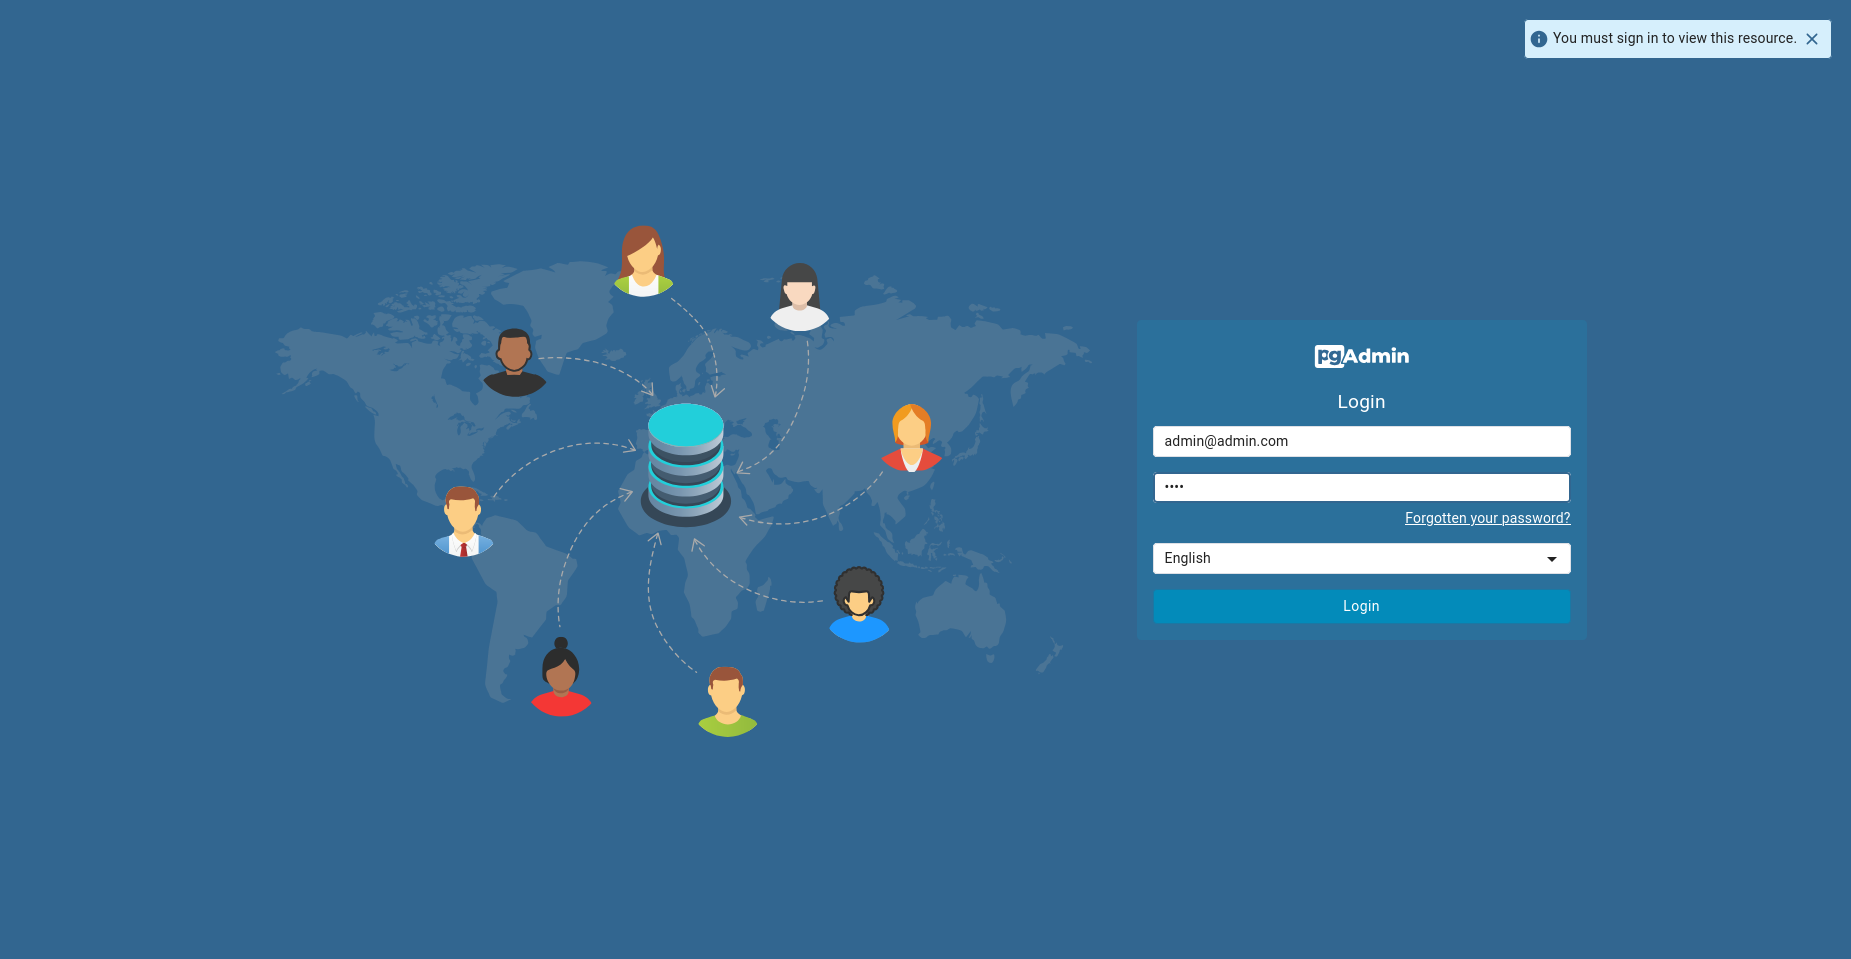 You must sign in to view this resource.
pgAdmin
Login
admin@admin.com
••••
Forgotten your password?
English
Login